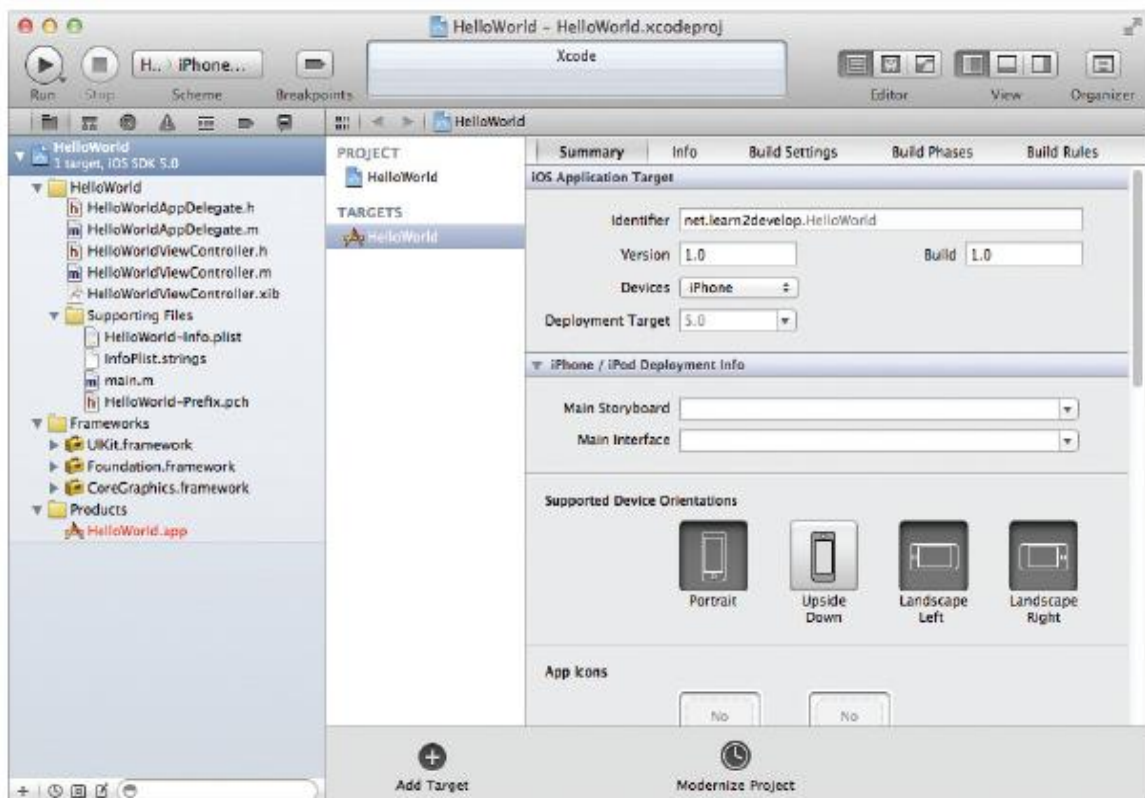 HelloWorld - HelloWorld.xcodeproj
Xcode
H.. iPhone...
Run Stop Scheme Breakpoints Editor View Organizer
HelloWorld
HelloWorld
1 target, iOS SDK 5.0
HelloWorld
HelloWorldAppDelegate.h
HelloWorldAppDelegate.m
HelloWorldViewController.h
HelloWorldViewController.m
HelloWorldViewController.xib
Supporting Files
HelloWorld-Info.plist
InfoPlist.strings
main.m
HelloWorld-Prefix.pch
Frameworks
UIKit.framework
Foundation.framework
CoreGraphics.framework
Products
HelloWorld.app
PROJECT
HelloWorld
TARGETS
HelloWorld
Summary Info Build Settings Build Phases Build Rules
iOS Application Target
Identifier net.learn2develop.HelloWorld
Version 1.0 Build 1.0
Devices iPhone
Deployment Target 5.0
iPhone / iPod Deployment Info
Main Storyboard
Main Interface
Supported Device Orientations
Portrait
Upside Down
Landscape Left
Landscape Right
App Icons
No No
Add Target Modernize Project